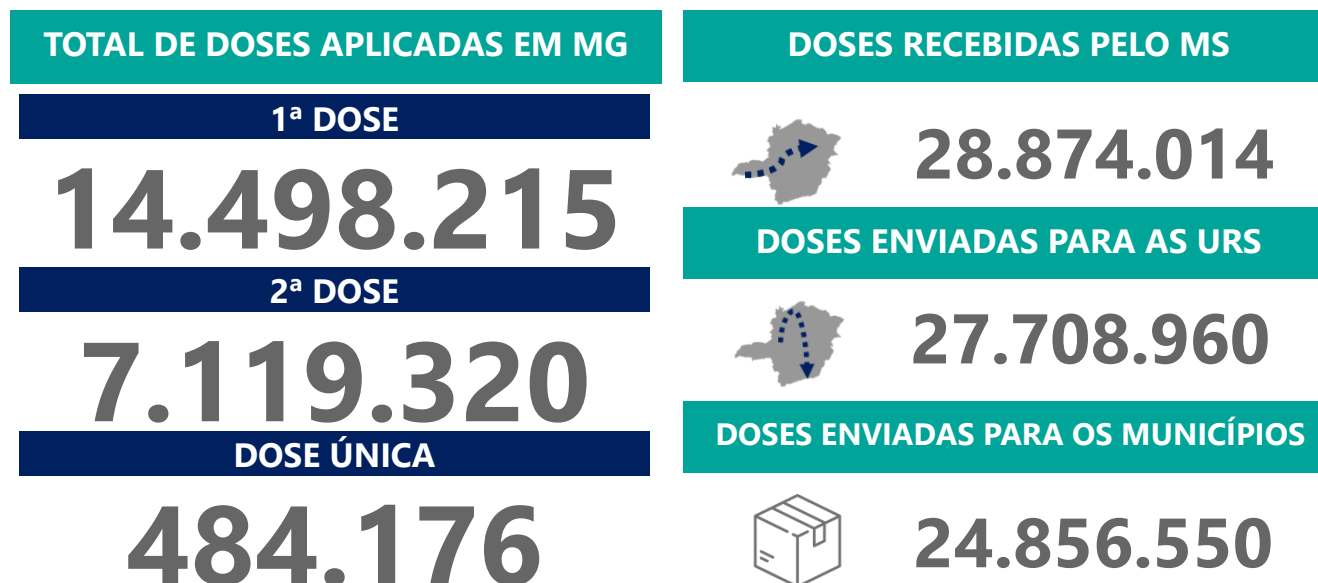 TOTAL DE DOSES APLICADAS EM MG
1ª DOSE
14.498.215
2ª DOSE
7.119.320
DOSE ÚNICA
484.176
DOSES RECEBIDAS PELO MS
28.874.014
DOSES ENVIADAS PARA AS URS
27.708.960
DOSES ENVIADAS PARA OS MUNICÍPIOS
24.856.550